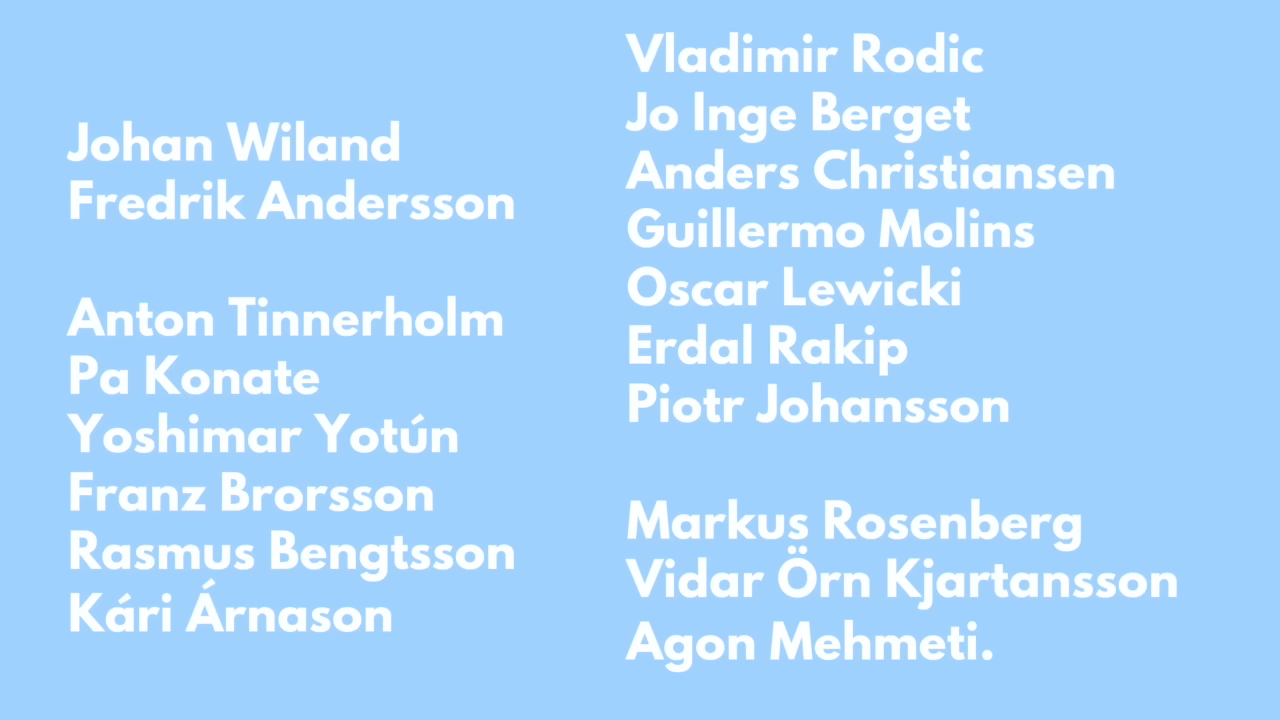 Johan Wiland
Fredrik Andersson
Anton Tinnerholm
Pa Konate
Yoshimar Yotún
Franz Brorsson
Rasmus Bengtsson
Kári Árnason
Vladimir Rodic
Jo Inge Berget
Anders Christiansen
Guillermo Molins
Oscar Lewicki
Erdal Rakip
Piotr Johansson
Markus Rosenberg
Vidar Örn Kjartansson
Agon Mehmeti.